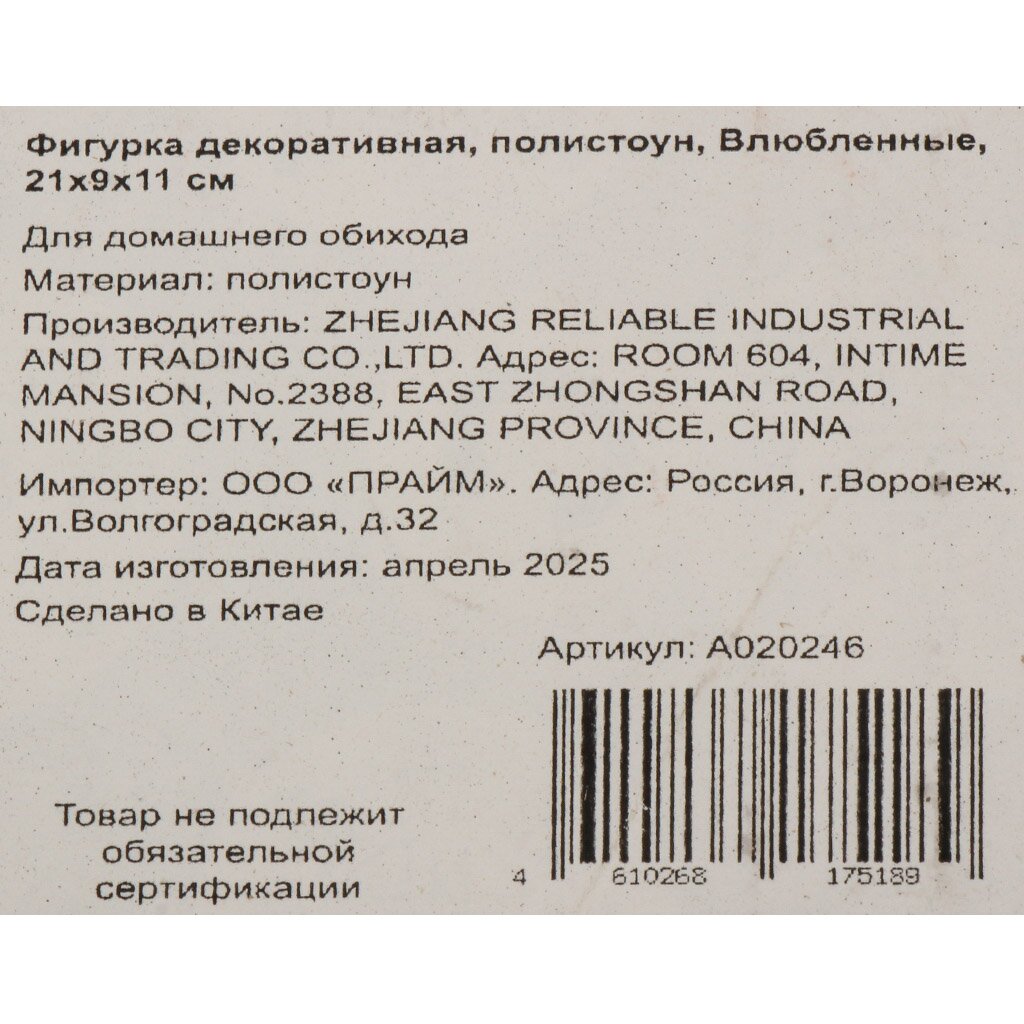 Фигурка декоративная, полистоун, Влюбленные,
21х9х11 см
Для домашнего обихода
Материал: полистоун
Производитель: ZHEJIANG RELIABLE INDUSTRIAL
AND TRADING CO.,LTD. Адрес: ROOM 604, INTIME
MANSION, No.2388, EAST ZHONGSHAN ROAD,
NINGBO CITY, ZHEJIANG PROVINCE, CHINA
Импортер: ООО «ПРАЙМ». Адрес: Россия, г.Воронеж,
ул.Волгоградская, д.32
Дата изготовления: апрель 2025
Сделано в Китае
Артикул: А020246
Товар не подлежит
обязательной
сертификации
4 610268 175189